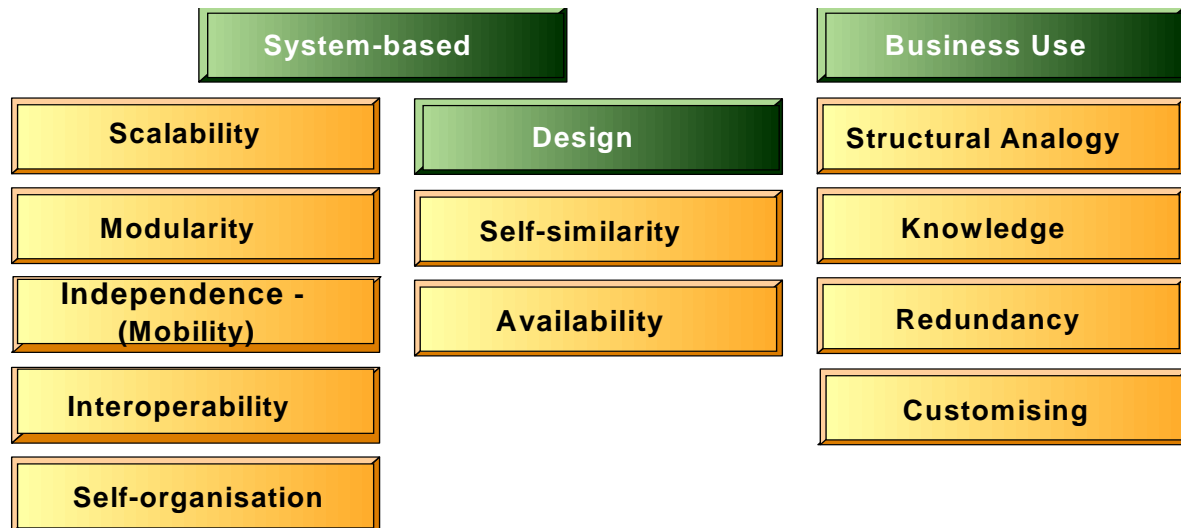 System-based
Business Use
Scalability
Design
Structural Analogy
Modularity
Self-similarity
Knowledge
Independence -
(Mobility)
Availability
Redundancy
Interoperability
Customising
Self-organisation